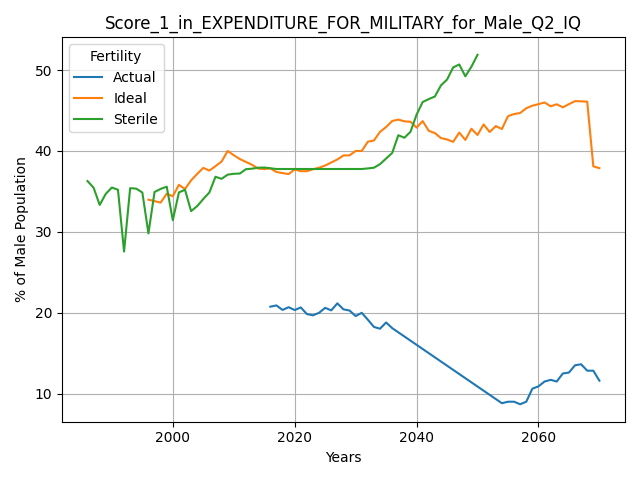 Score_1_in_EXPENDITURE_FOR_MILITARY_for_Male_Q2_IQ
Fertility
Actual
Ideal
Sterile
% of Male Population
50
40
30
20
10
2000
2020
2040
2060
Years